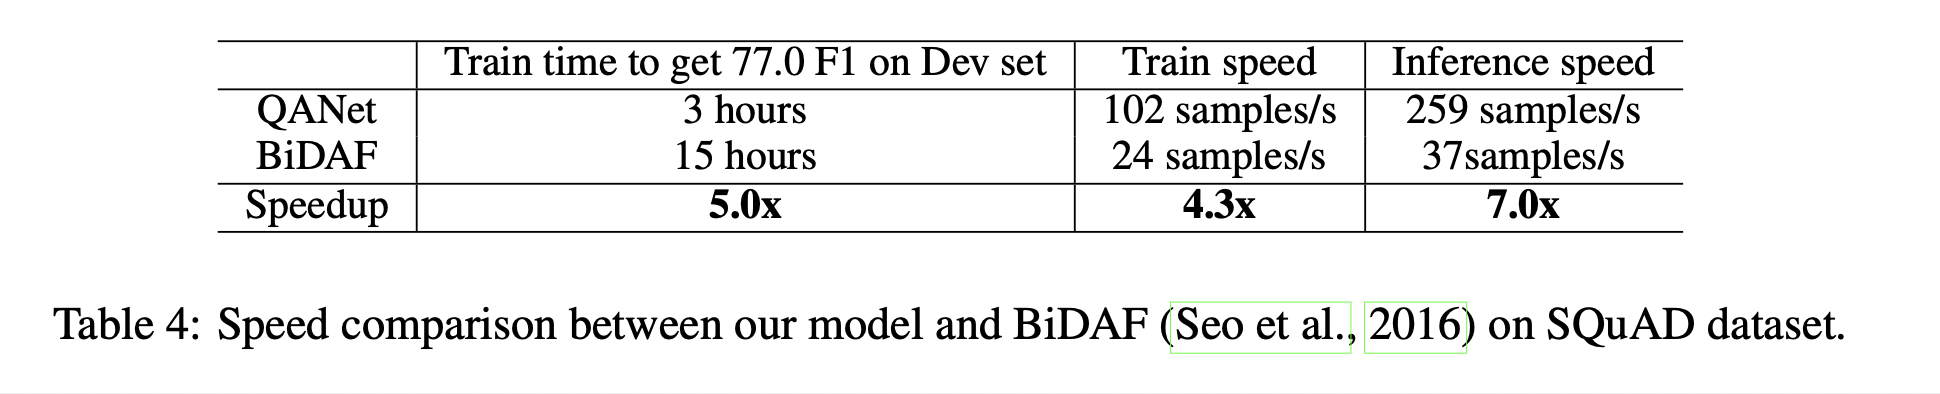 Train time to get 77.0 F1 on Dev set Train speed Inference speed
QANet 3 hours 102 samples/s 259 samples/s
BiDAF 15 hours 24 samples/s 37samples/s
Speedup 5.0x 4.3x 7.0x
Table 4: Speed comparison between our model and BiDAF (Seo et al., 2016) on SQuAD dataset.